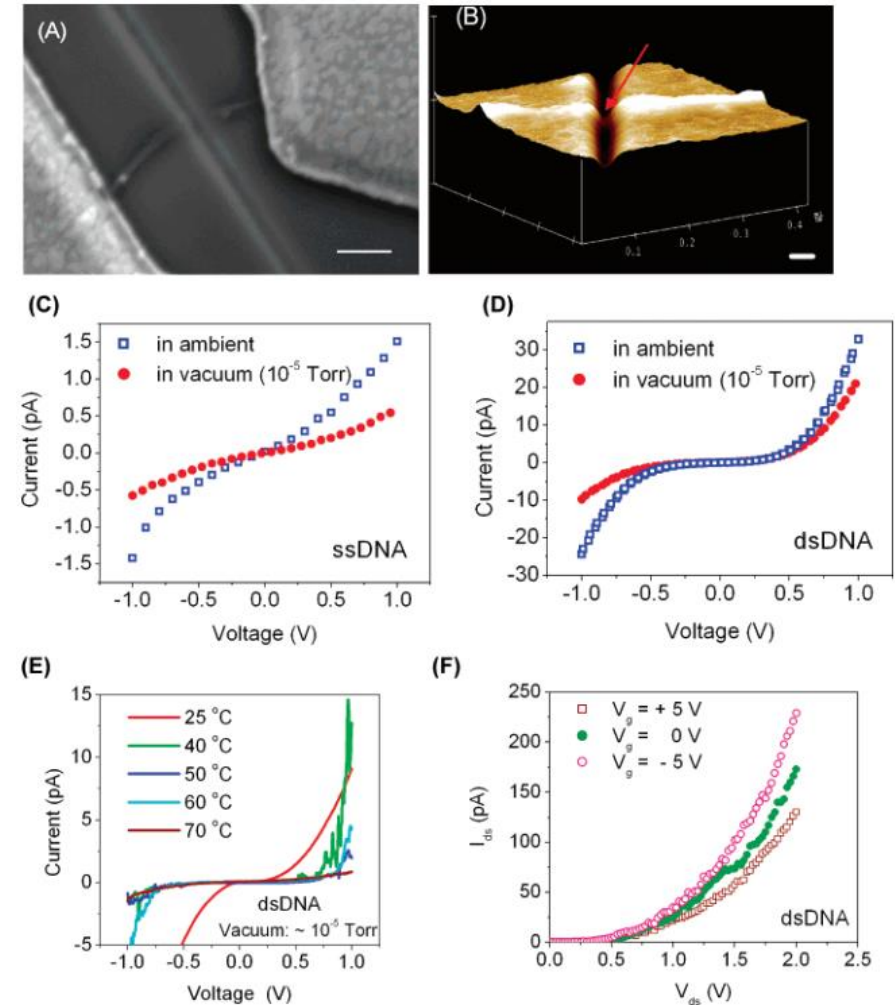 (A)
(B)
0.1
0.2
0.3
0.4
(C)
in ambient
in vacuum (10⁻⁵ Torr)
1.5
1.0
0.5
0.0
-0.5
-1.0
-1.5
Current (pA)
ssDNA
-1.0 -0.5 0.0 0.5 1.0
Voltage (V)
(D)
in ambient
in vacuum (10⁻⁵ Torr)
30
20
10
0
-10
-20
-30
Current (pA)
dsDNA
-1.0 -0.5 0.0 0.5 1.0
Voltage (V)
(E)
25 °C
40 °C
50 °C
60 °C
70 °C
15
10
5
0
-5
Current (pA)
dsDNA
Vacuum: ~ 10⁻⁵ Torr
-1.0 -0.5 0.0 0.5 1.0
Voltage (V)
(F)
V_g = + 5 V
V_g = 0 V
V_g = - 5 V
250
200
150
100
50
0
I_ds (pA)
dsDNA
0.0 0.5 1.0 1.5 2.0 2.5
V_ds (V)